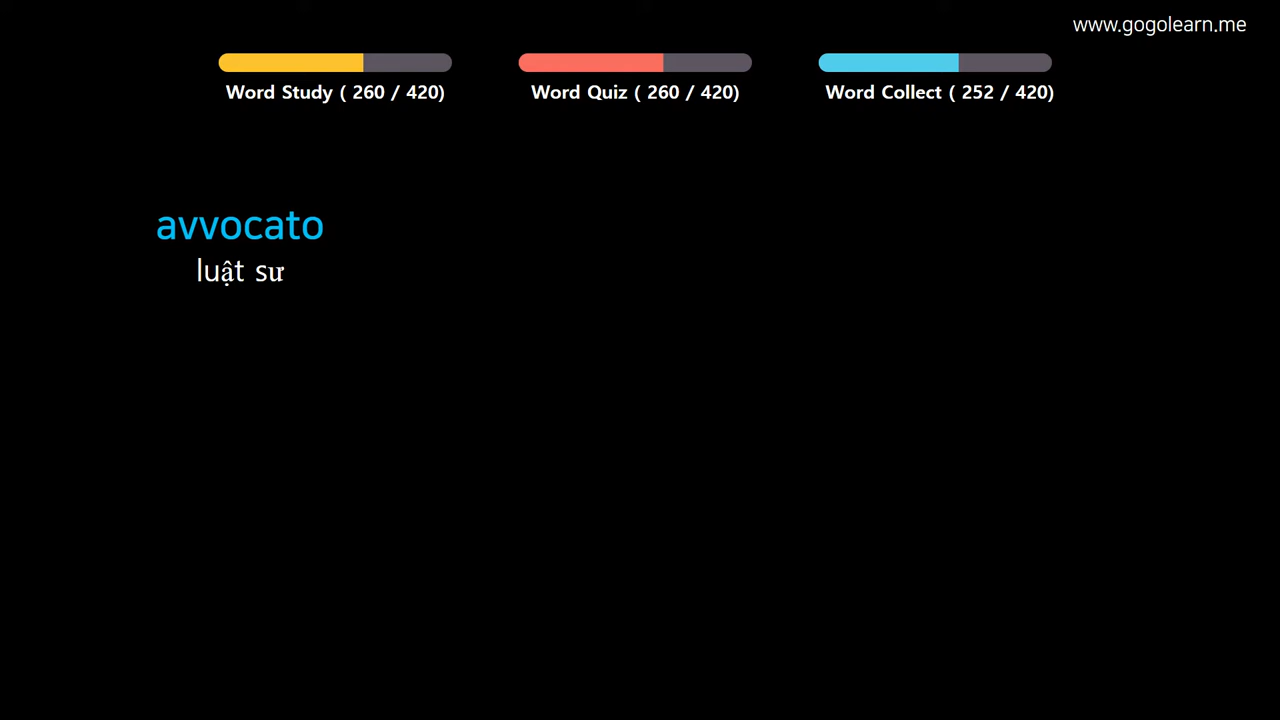 www.gogolearn.me
Word Study ( 260 / 420)
Word Quiz ( 260 / 420)
Word Collect ( 252 / 420)
avvocato
luật sư